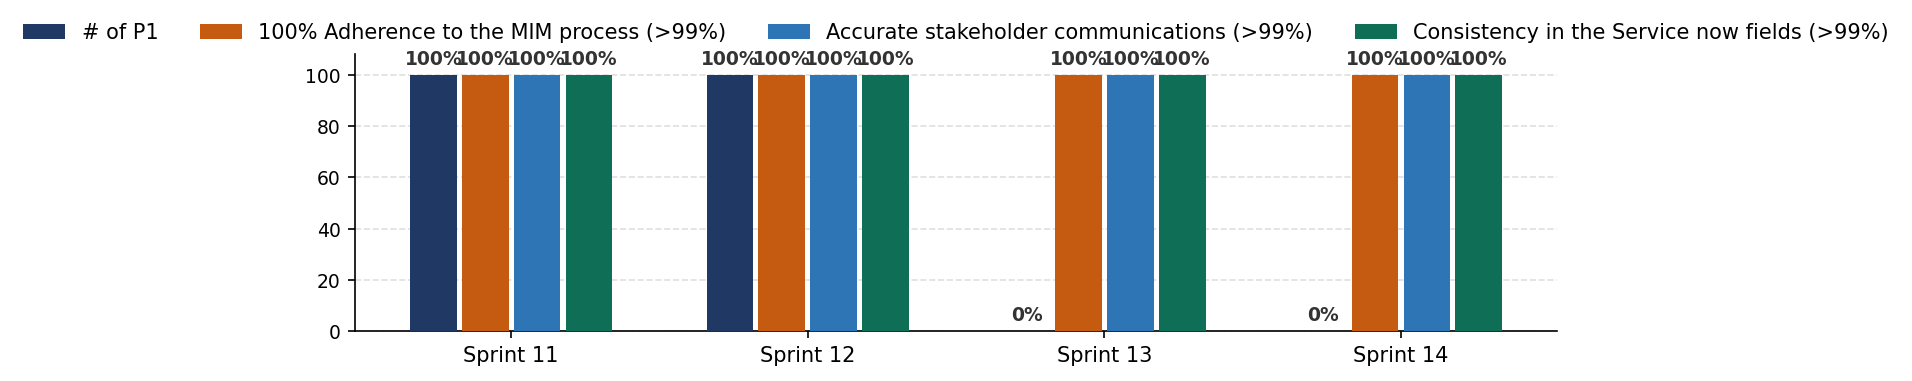 # of P1 100% Adherence to the MIM process (>99%) Accurate stakeholder communications (>99%) Consistency in the Service now fields (>99%)
100% 100% 100% 100% 100% 100% 100% 100% 100% 100% 100% 100% 100% 100%
100
80
60
40
20
0% 0%
0
Sprint 11 Sprint 12 Sprint 13 Sprint 14